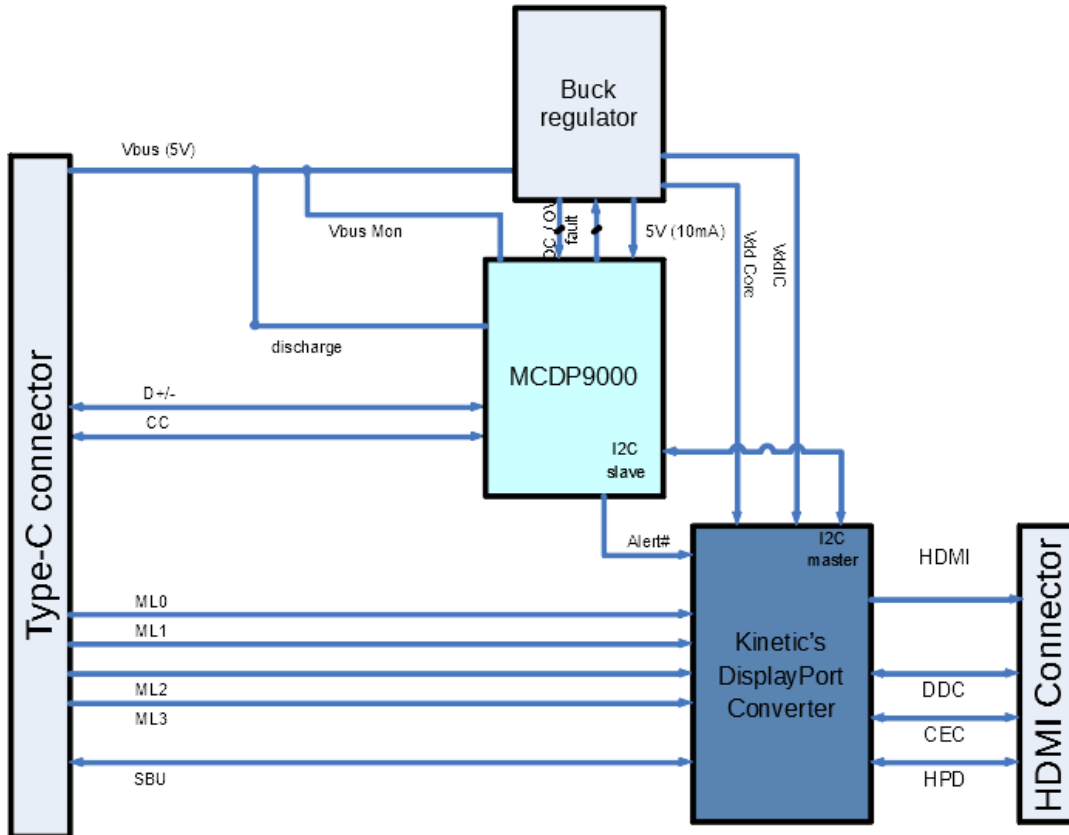 Buck
regulator
Vbus (5V)
Vbus Mon
OC / OV
fault
5V (10mA)
Vdd Core
VddIC
discharge
MCDP9000
D+/-
CC
I2C
slave
Type-C connector
Alert#
I2C
master
HDMI
ML0
ML1
ML2
ML3
SBU
Kinetic's
DisplayPort
Converter
DDC
CEC
HPD
HDMI Connector